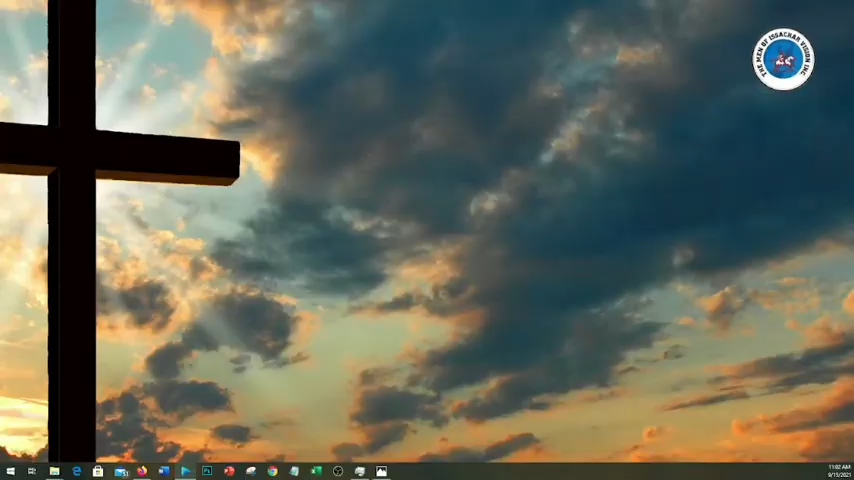 THE MEN OF ISSACHAR VISION INC
11:02 AM
9/15/2021